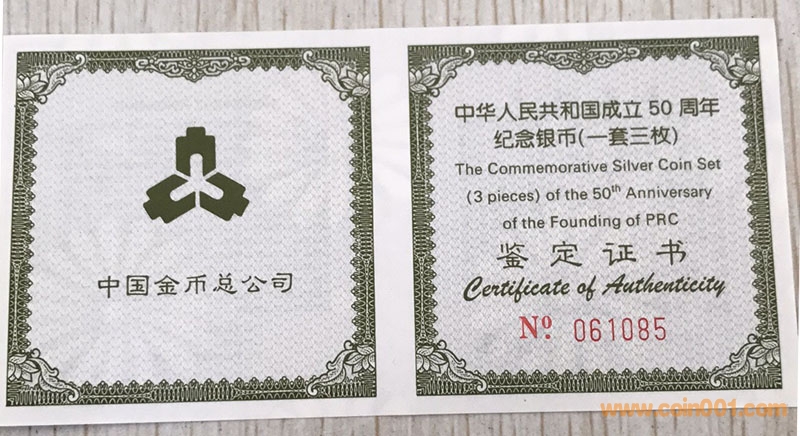 中国金币总公司
中华人民共和国成立 50 周年
纪念银币(一套三枚)
The Commemorative Silver Coin Set
(3 pieces) of the 50th Anniversary
of the Founding of PRC
鉴定证书
Certificate of Authenticity
Nº. 061085
www.coin001.com